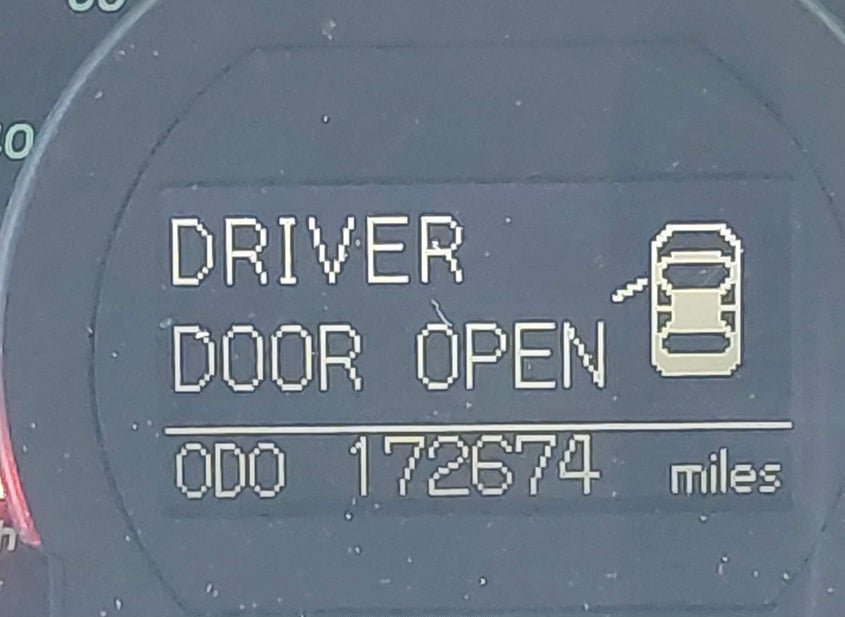 DRIVER
DOOR OPEN
ODO 172674 miles